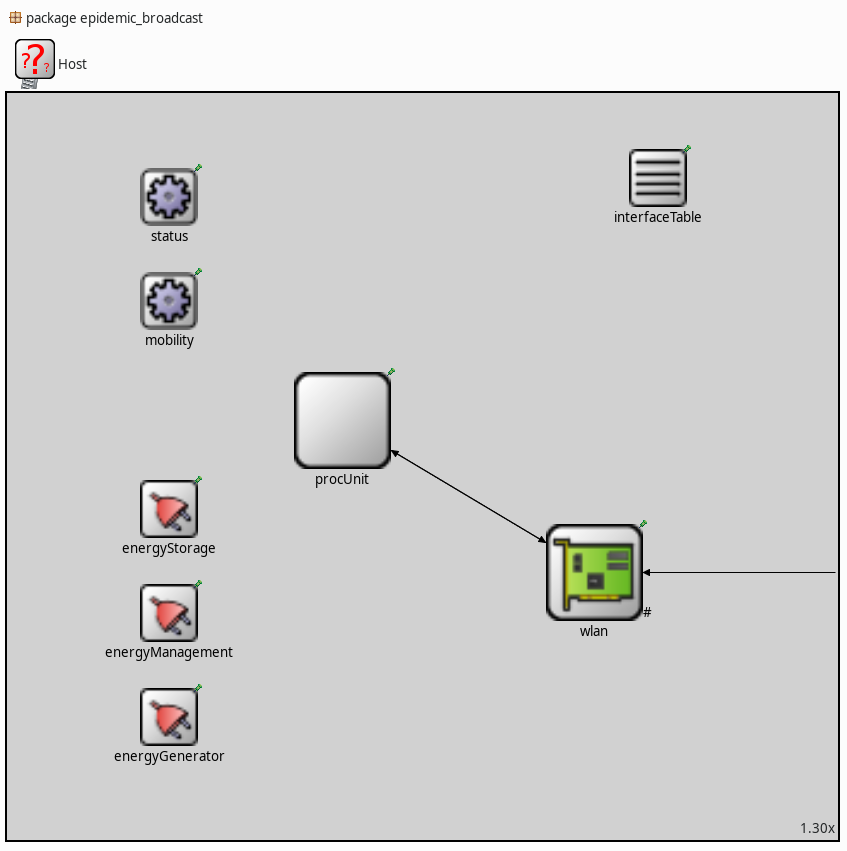 package epidemic_broadcast
Host
status
interfaceTable
mobility
procUnit
energyStorage
#
wlan
energyManagement
energyGenerator
1.30x